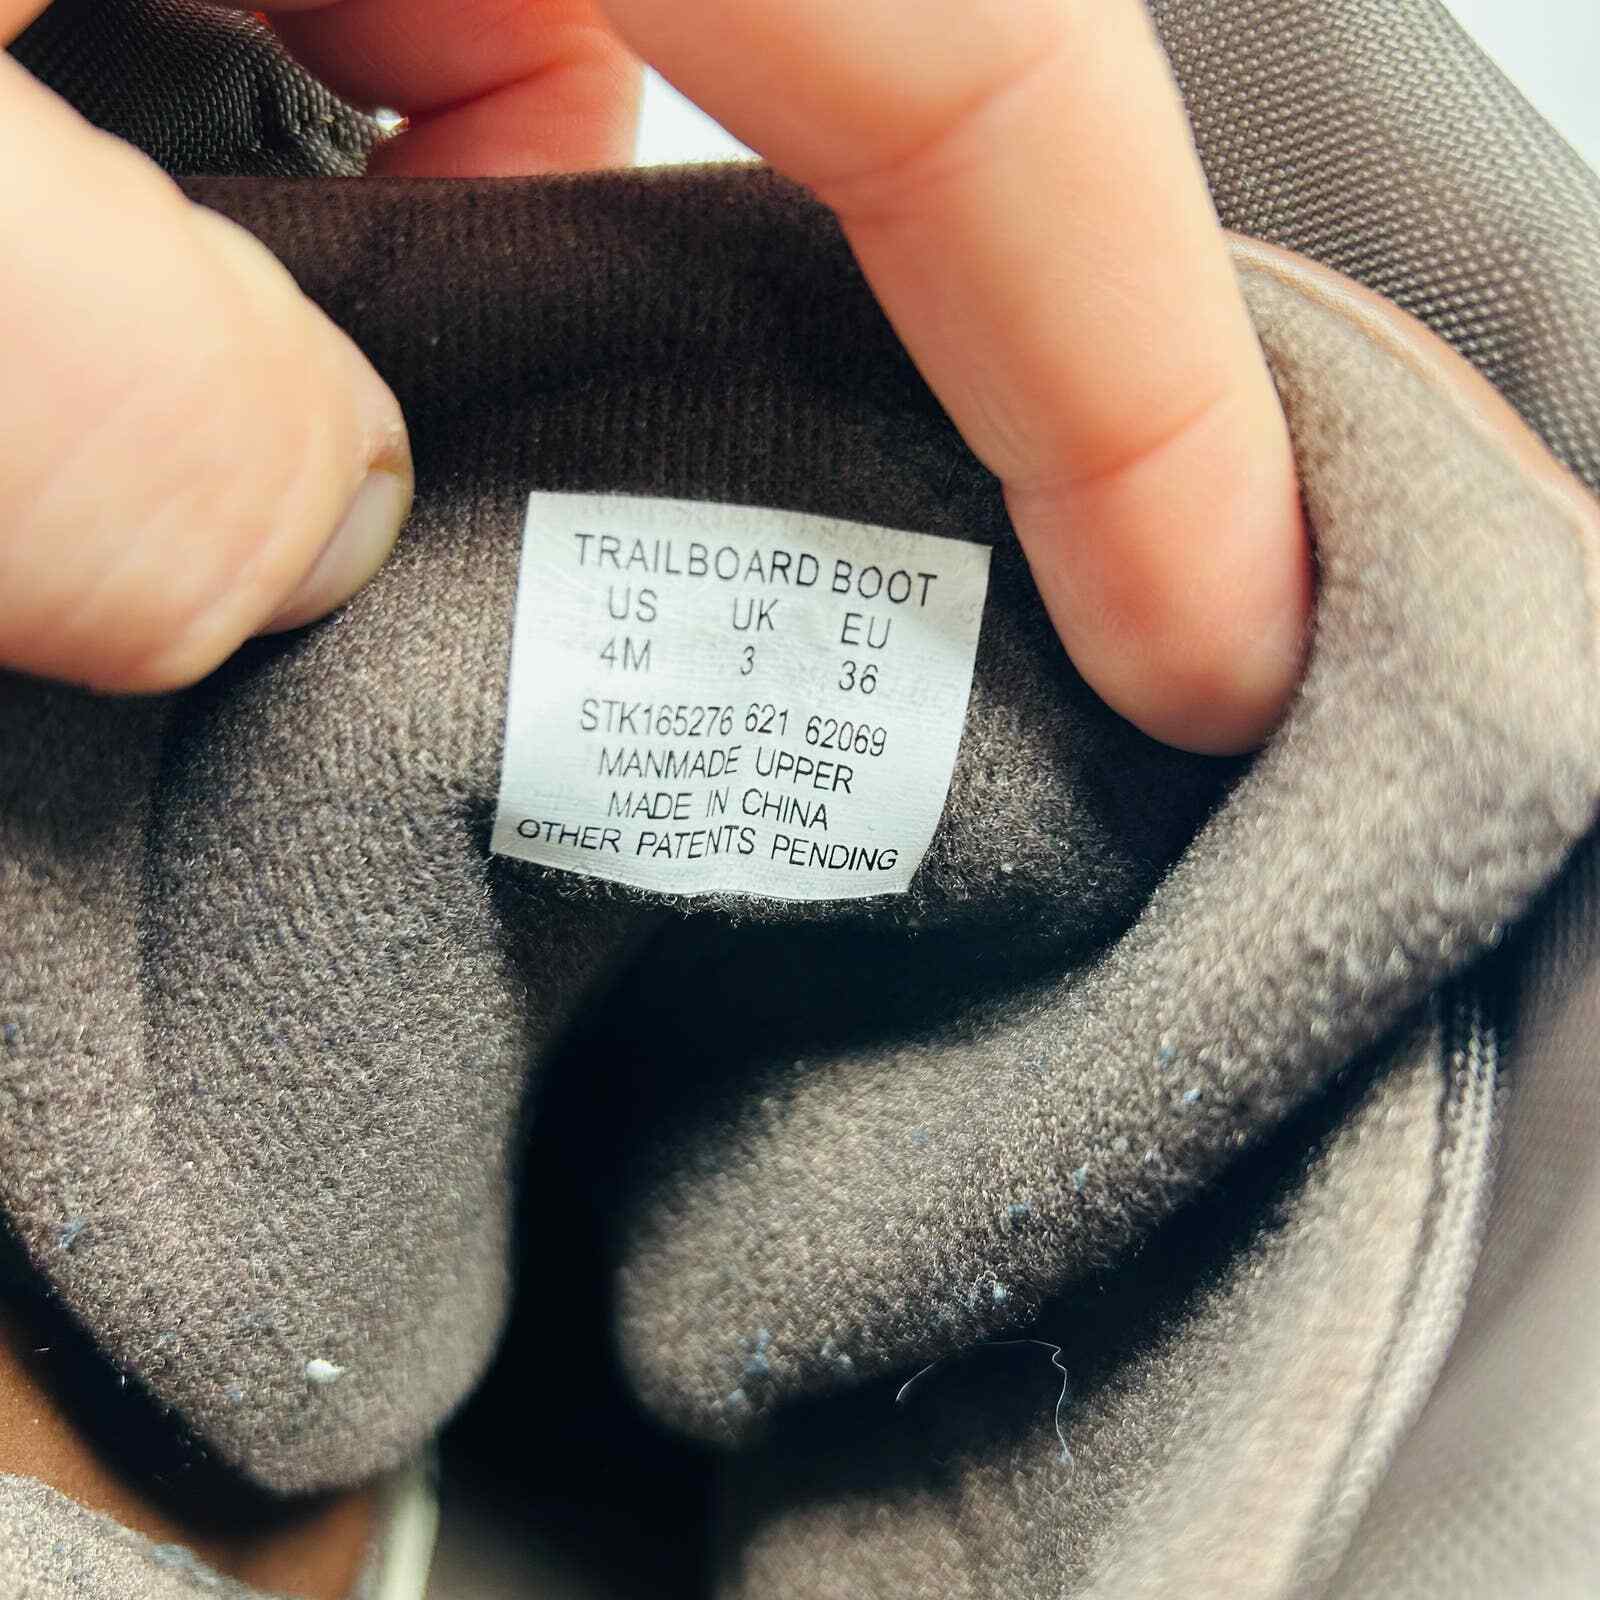 TRAILBOARD BOOT
US UK EU
4M 3 36
STK165276 621 62069
MANMADE UPPER
MADE IN CHINA
OTHER PATENTS PENDING